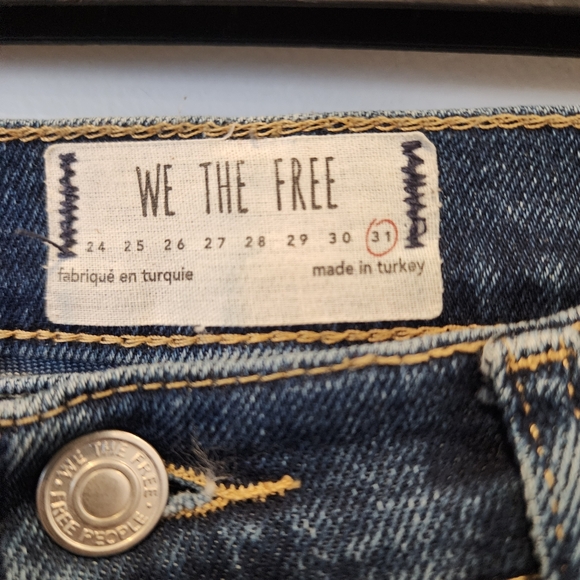 WE THE FREE
24 25 26 27 28 29 30 31
fabriqué en turquie made in turkey
• WE THE FREE •
FREE PEOPLE